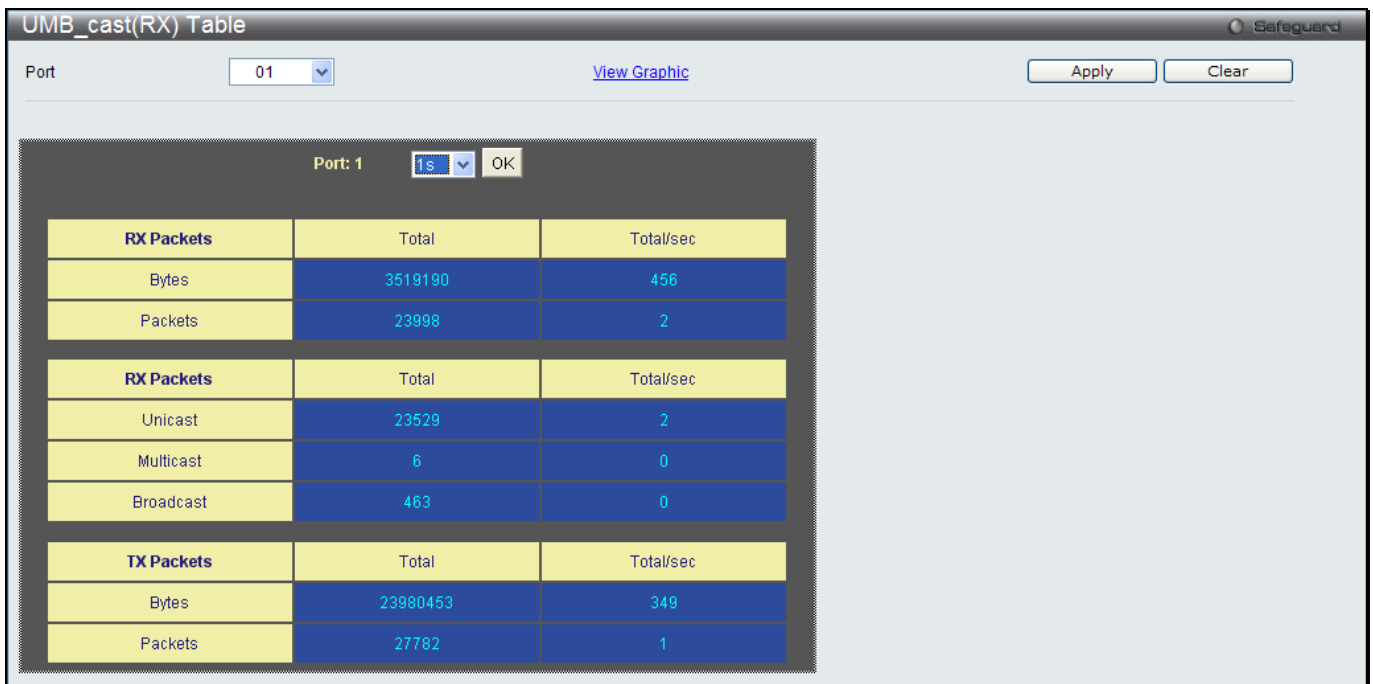 UMB_cast(RX) Table
Safeguard
Port 01 View Graphic Apply Clear
Port: 1 1s OK
RX Packets Total Total/sec
Bytes 3519190 456
Packets 23998 2
RX Packets Total Total/sec
Unicast 23529 2
Multicast 6 0
Broadcast 463 0
TX Packets Total Total/sec
Bytes 23980453 349
Packets 27782 1